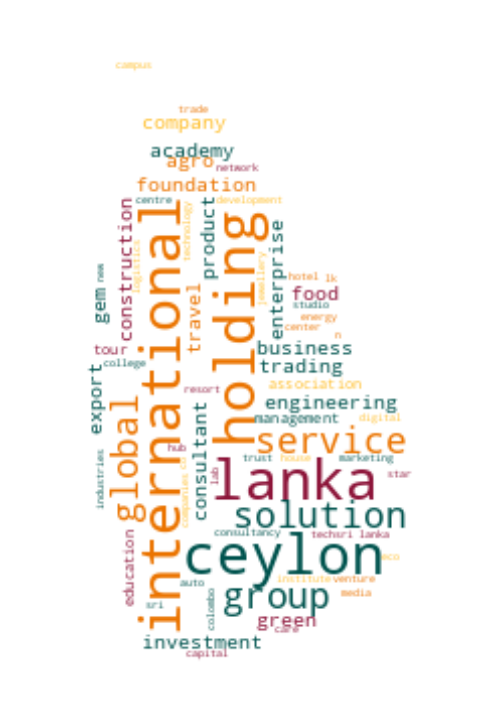 campus
trade
company
academy
agro
network
foundation
centre
development
international
holding
product
construction
technology
logistics
enterprise
jewellery
gem
new
hotel
lk
food
studio
energy
center
n
travel
tour
college
business
trading
export
resort
association
engineering
management
digital
global
consultant
service
hub
trust
house
marketing
industries
companies
lab
lanka
star
solution
consultancy
techsri lanka
ceylon
eco
education
auto
institute
venture
sri
colombo
group
media
green
care
investment
capital